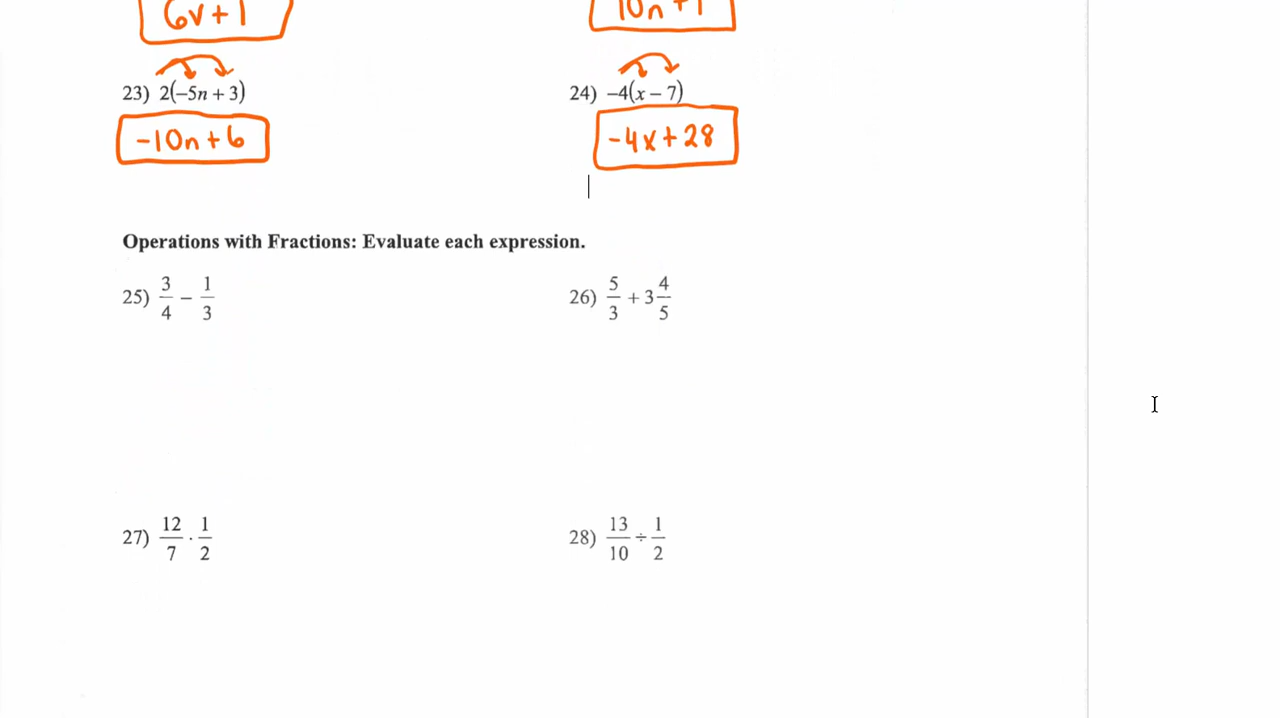 6v + 1
10n + 1
23) 2(−5n + 3)
24) −4(x − 7)
-10n + 6
-4x + 28
Operations with Fractions: Evaluate each expression.
25) 3/4 − 1/3
26) 5/3 + 3 4/5
27) 12/7 · 1/2
28) 13/10 ÷ 1/2